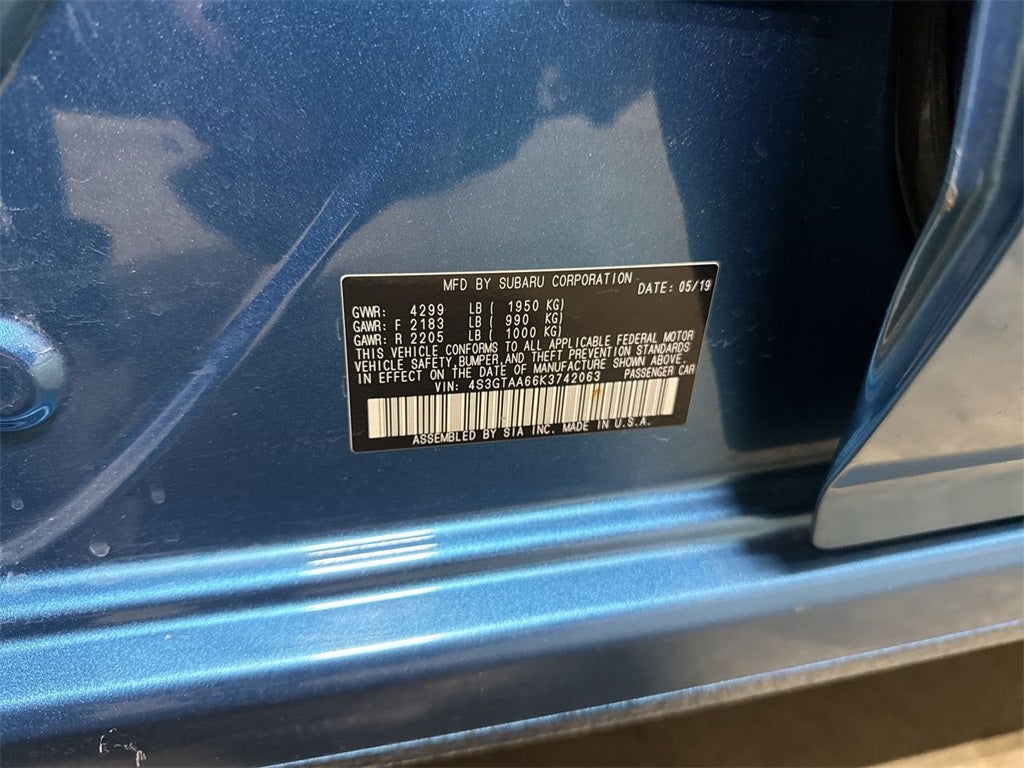 MFD BY SUBARU CORPORATION
DATE: 05/19
GVWR: 4299 LB ( 1950 KG)
GAWR: F 2183 LB ( 990 KG)
GAWR: R 2205 LB ( 1000 KG)
THIS VEHICLE CONFORMS TO ALL APPLICABLE FEDERAL MOTOR
VEHICLE SAFETY,BUMPER,AND THEFT PREVENTION STANDARDS
IN EFFECT ON THE DATE OF MANUFACTURE SHOWN ABOVE.
VIN: 4S3GTAA66K3742063 PASSENGER CAR
ASSEMBLED BY SIA INC. MADE IN U.S.A.